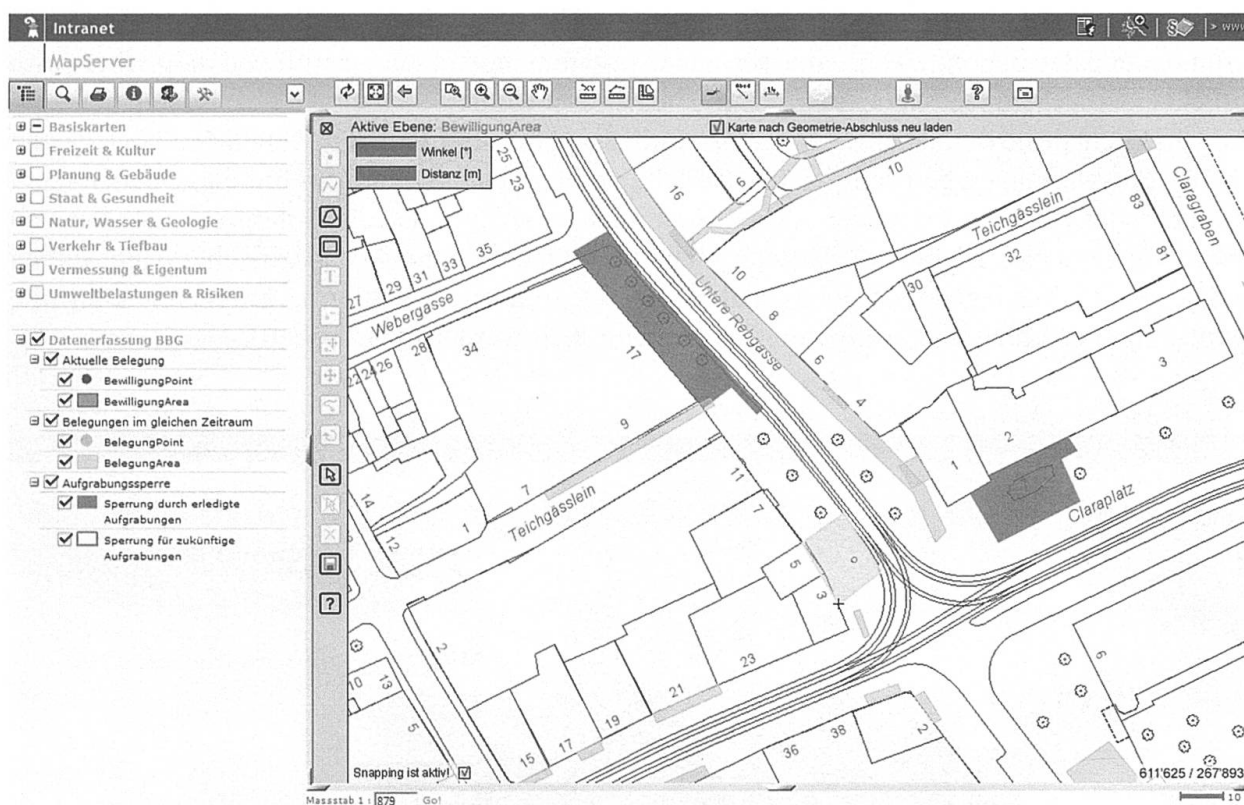 Intranet
> www
MapServer
Basiskarten
Freizeit & Kultur
Planung & Gebäude
Staat & Gesundheit
Natur, Wasser & Geologie
Verkehr & Tiefbau
Vermessung & Eigentum
Umweltbelastungen & Risiken
Datenerfassung BBG
Aktuelle Belegung
BewilligungPoint
BewilligungArea
Belegungen im gleichen Zeitraum
BelegungPoint
BelegungArea
Aufgrabungssperre
Sperrung durch erledigte
Aufgrabungen
Sperrung für zukünftige
Aufgrabungen
Aktive Ebene: BewilligungArea
Karte nach Geometrie-Abschluss neu laden
Winkel [°]
Distanz [m]
25
23
35
33
31
29
27
Webergasse
16
6
10
Teichgässlein
83
81
Claragraben
32
30
10
8
6
4
Untere Rebgasse
17
34
28
26
24
22
9
7
3
2
1
Claraplatz
14
12
1
Teichgässlein
11
7
5
3
2
23
21
19
17
15
10
13
5
6
2
38
36
Snapping ist aktiv!
611'625 / 267'893
Massstab 1 : 879 Go!
10